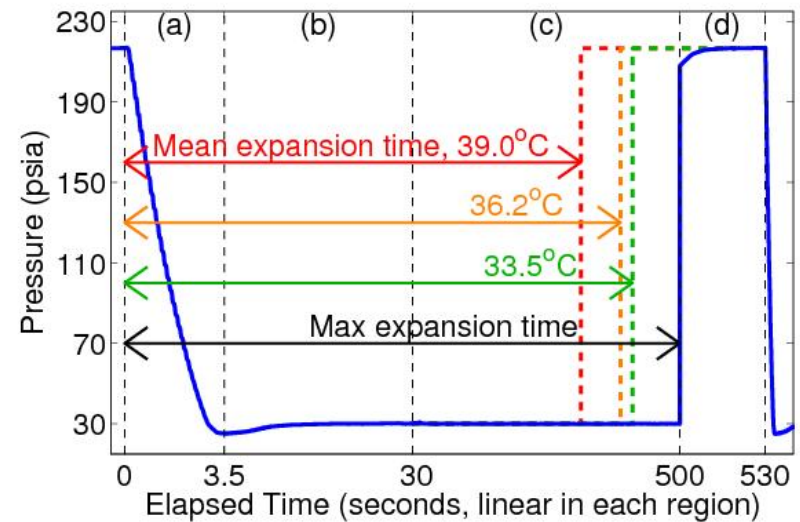 (a) (b) (c) (d)
230
190
150
110
70
30
Pressure (psia)
Mean expansion time, 39.0°C
36.2°C
33.5°C
Max expansion time
0 3.5 30 500 530
Elapsed Time (seconds, linear in each region)